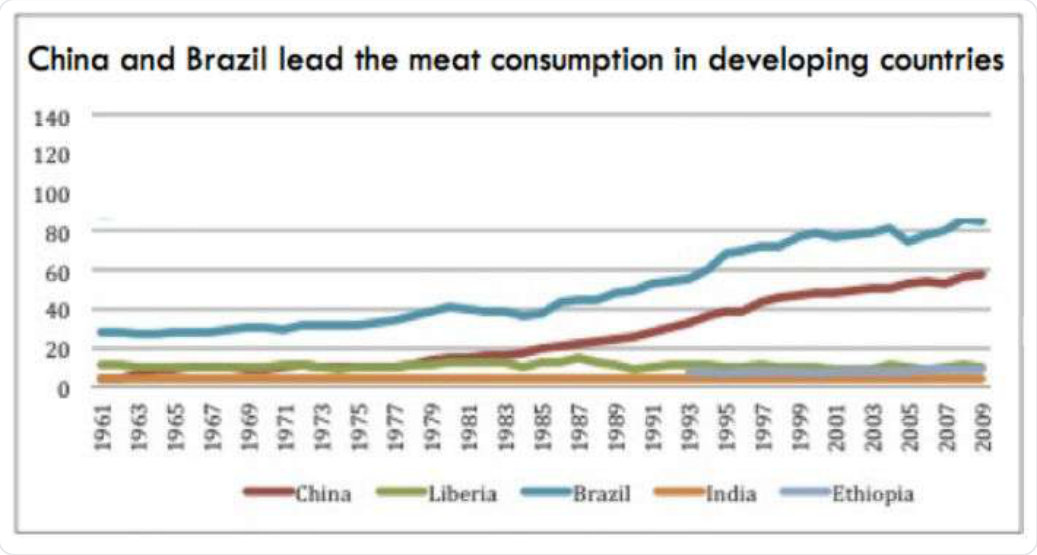 China and Brazil lead the meat consumption in developing countries
140
120
100
80
60
40
20
0
1961 1963 1965 1967 1969 1971 1973 1975 1977 1979 1981 1983 1985 1987 1989 1991 1993 1995 1997 1999 2001 2003 2005 2007 2009
China Liberia Brazil India Ethiopia